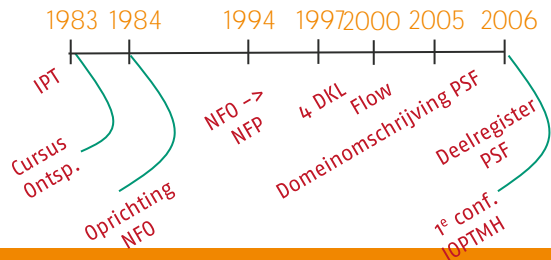 1983 1984 1994 1997 2000 2005 2006
IPT
Cursus
Ontsp.
Oprichting
NFO
NFO ->
NFP
4 DKL
Flow
Domeinomschrijving PSF
Deelregister
PSF
1e conf.
IOPTMH